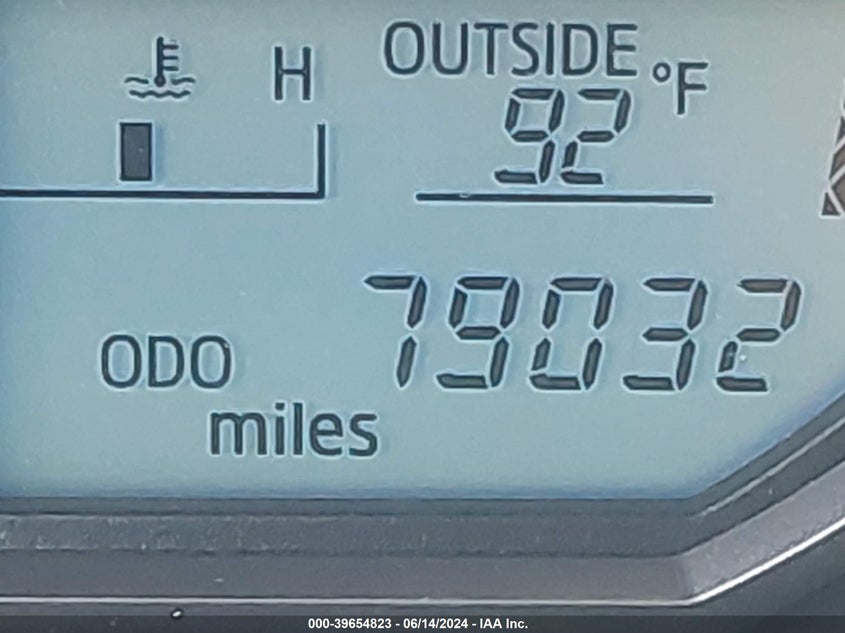 H
OUTSIDE
92 °F
ODO 79032
miles
000-39654823 - 06/14/2024 - IAA Inc.